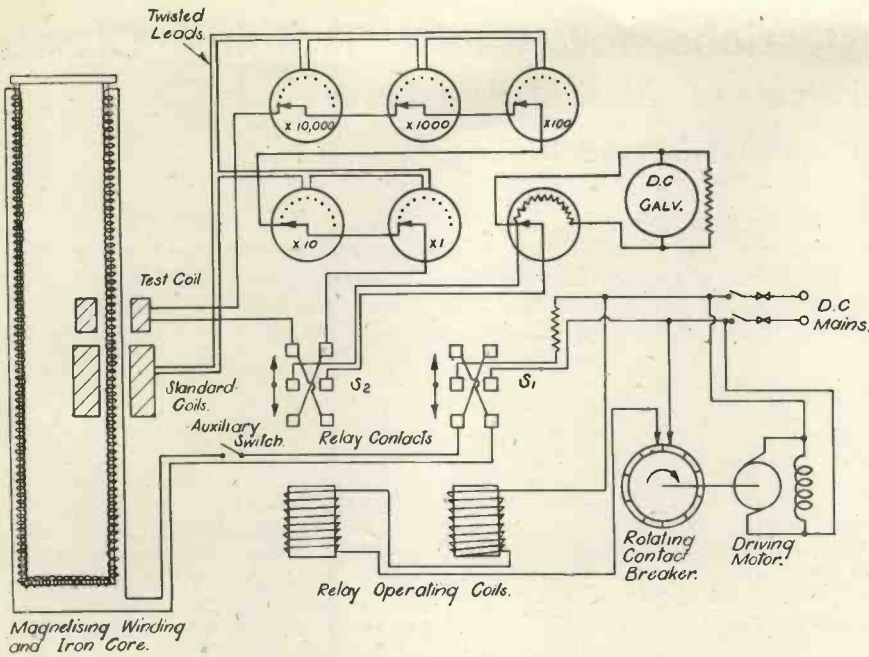 Twisted
Leads.
x 10,000
x 1000
x 100
D.C
GALV.
x 10
x 1
Test Coil
D.C
Mains.
Standard
Coils.
S2
S1
Auxiliary
Switch.
Relay Contacts
Rotating
Contact
Breaker.
Driving
Motor.
Relay Operating Coils.
Magnetising Winding
and Iron Core.